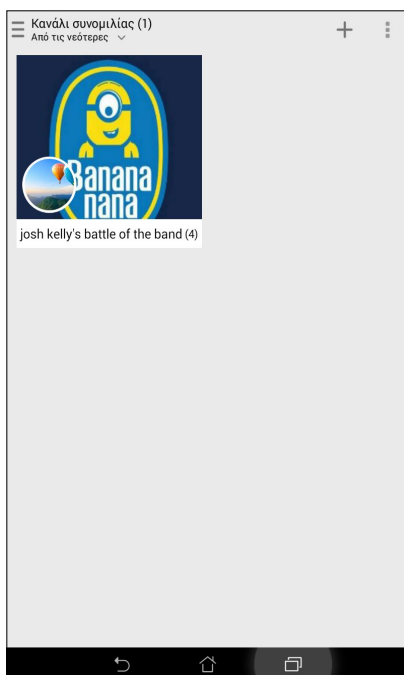 Κανάλι συνομιλίας (1)
Από τις νεότερες
Banana
nana
josh kelly's battle of the band (4)